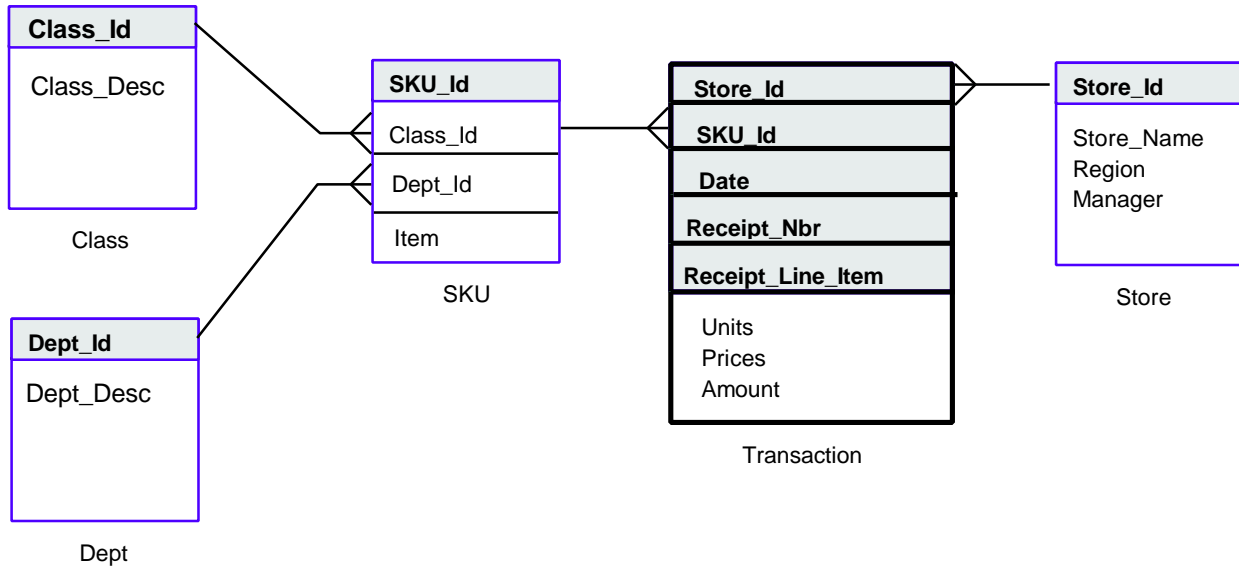 Class_Id
Class_Desc
Class
Dept_Id
Dept_Desc
Dept
SKU_Id
Class_Id
Dept_Id
Item
SKU
Store_Id
SKU_Id
Date
Receipt_Nbr
Receipt_Line_Item
Units
Prices
Amount
Transaction
Store_Id
Store_Name
Region
Manager
Store